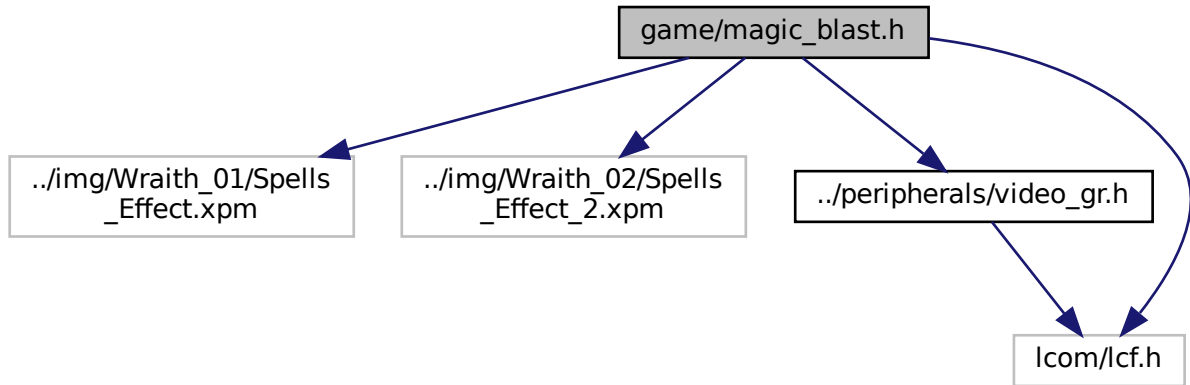 game/magic_blast.h
../img/Wraith_01/Spells
_Effect.xpm
../img/Wraith_02/Spells
_Effect_2.xpm
../peripherals/video_gr.h
lcom/lcf.h